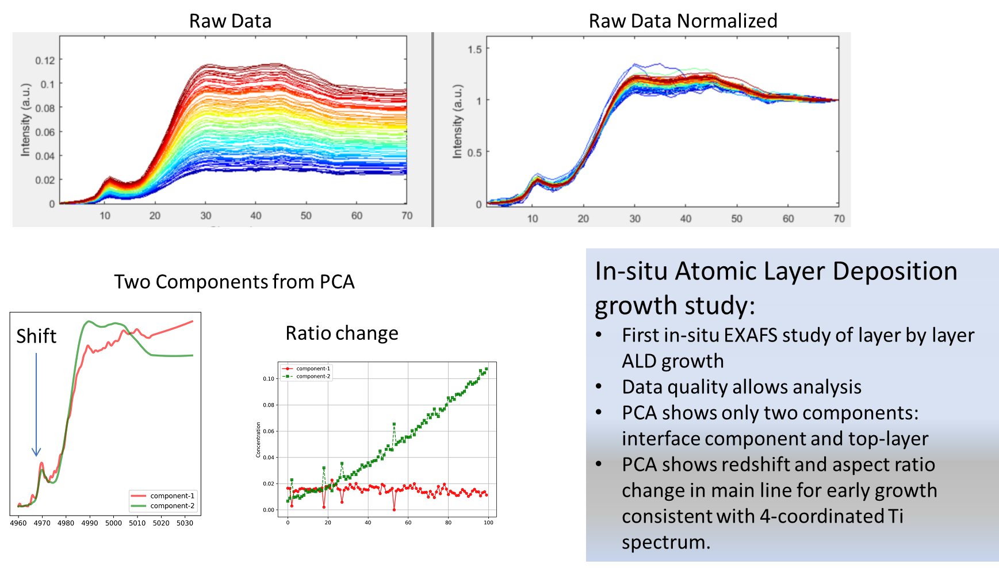 Raw Data
Raw Data Normalized
0.12
0.1
0.08
0.06
0.04
0.02
0
Intensity (a.u.)
10 20 30 40 50 60 70
1.5
1
0.5
0
Intensity (a.u.)
10 20 30 40 50 60 70
Two Components from PCA
Shift
component-1
component-2
4960 4970 4980 4990 5000 5010 5020 5030
Ratio change
component-1
component-2
0.10
0.08
0.06
0.04
0.02
0.00
Concentration
0 20 40 60 80 100
In-situ Atomic Layer Deposition
growth study:
• First in-situ EXAFS study of layer by layer
ALD growth
• Data quality allows analysis
• PCA shows only two components:
interface component and top-layer
• PCA shows redshift and aspect ratio
change in main line for early growth
consistent with 4-coordinated Ti
spectrum.